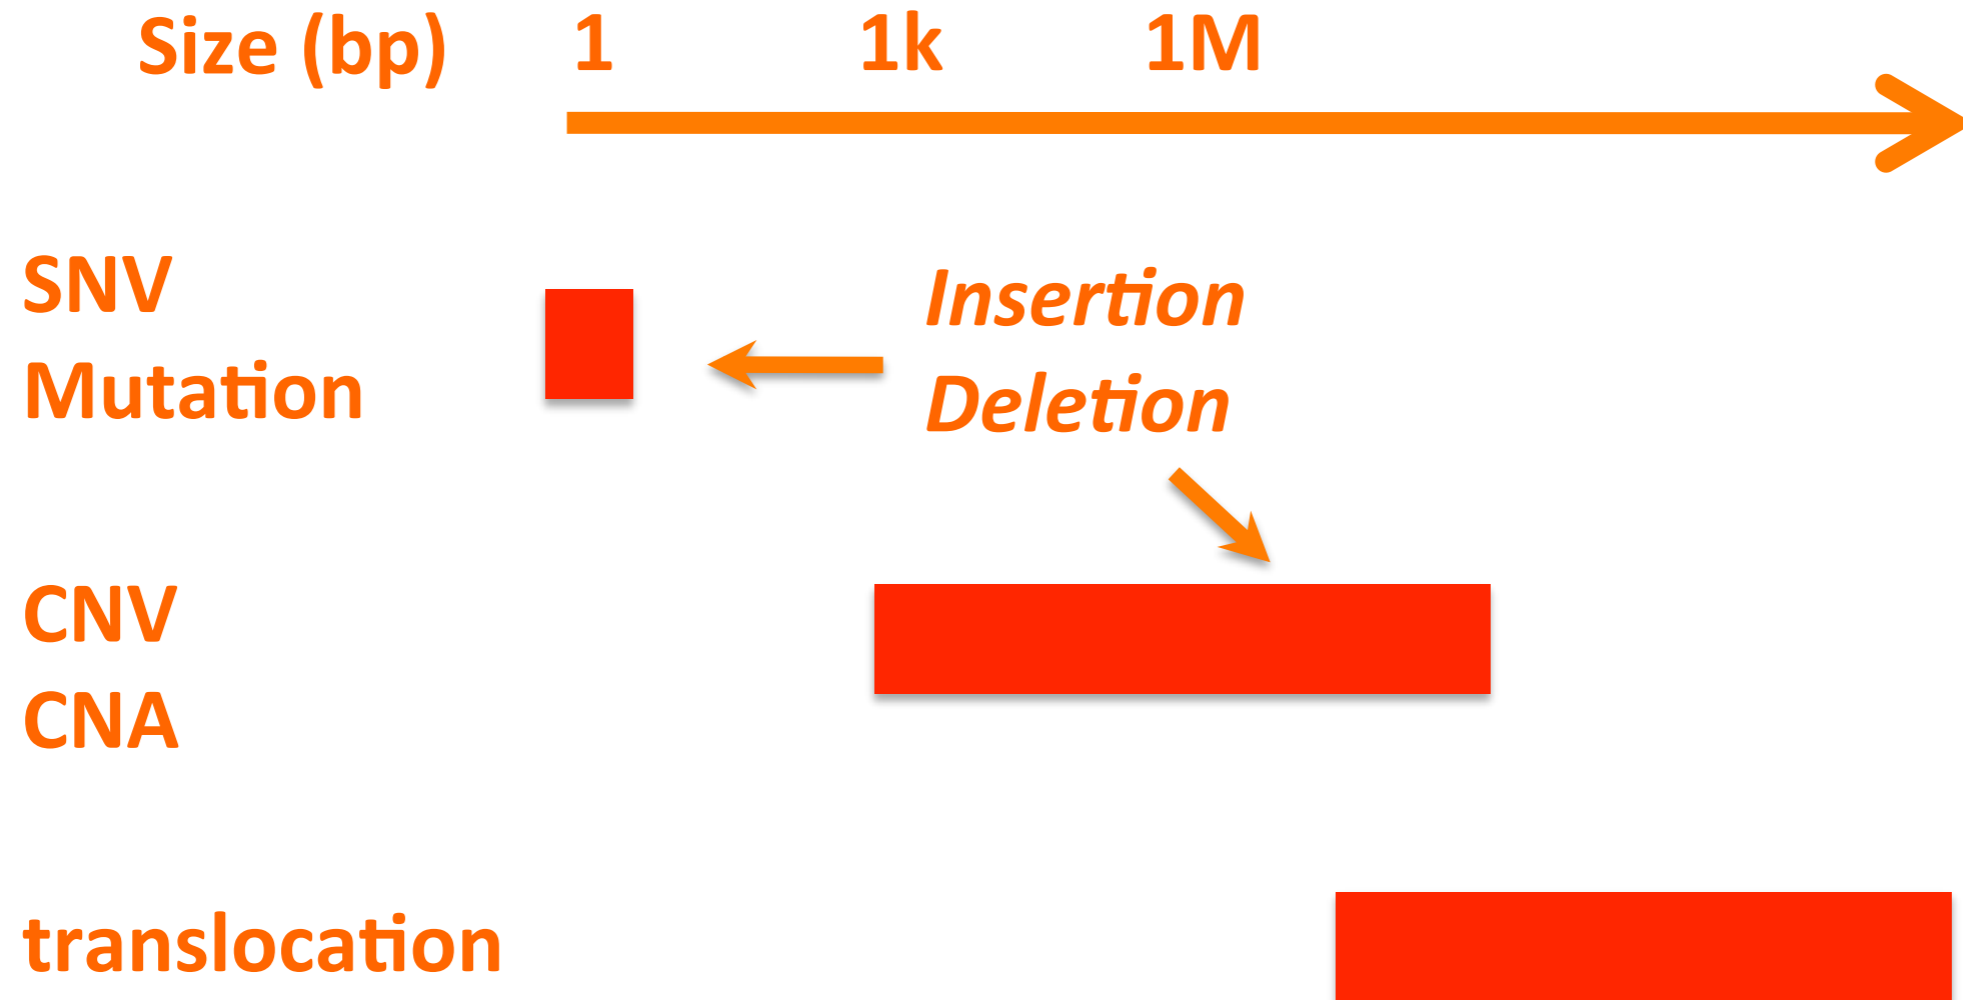 Size (bp) 1 1k 1M
SNV
Mutation
Insertion
Deletion
CNV
CNA
translocation